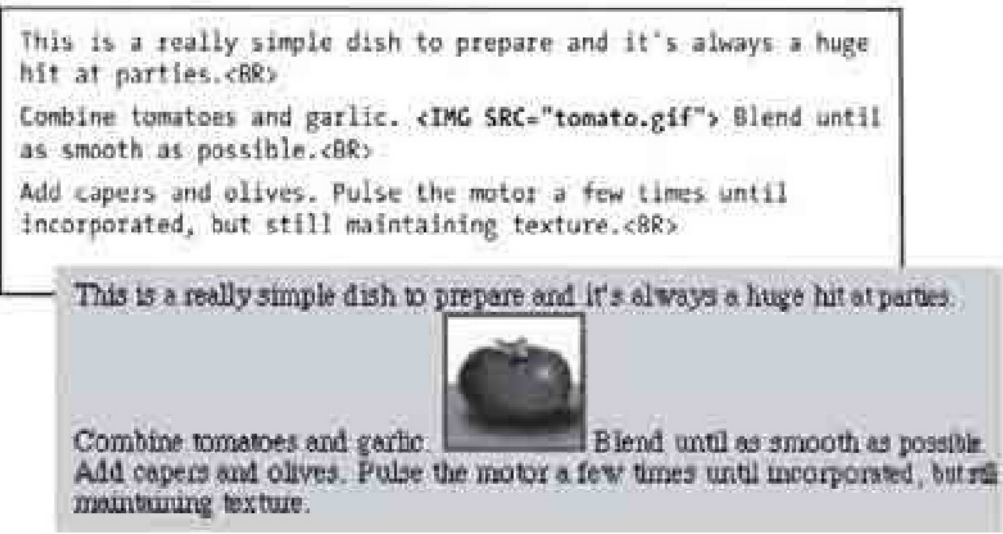 This is a really simple dish to prepare and it's always a huge
hit at parties.<BR>
Combine tomatoes and garlic. <IMG SRC="tomato.gif"> Blend until
as smooth as possible.<BR>
Add capers and olives. Pulse the motor a few times until
incorporated, but still maintaining texture.<BR>
This is a really simple dish to prepare and it's always a huge hit at parties.
Combine tomatoes and garlic. Blend until as smooth as possible.
Add capers and olives. Pulse the motor a few times until incorporated, but still
maintaining texture.